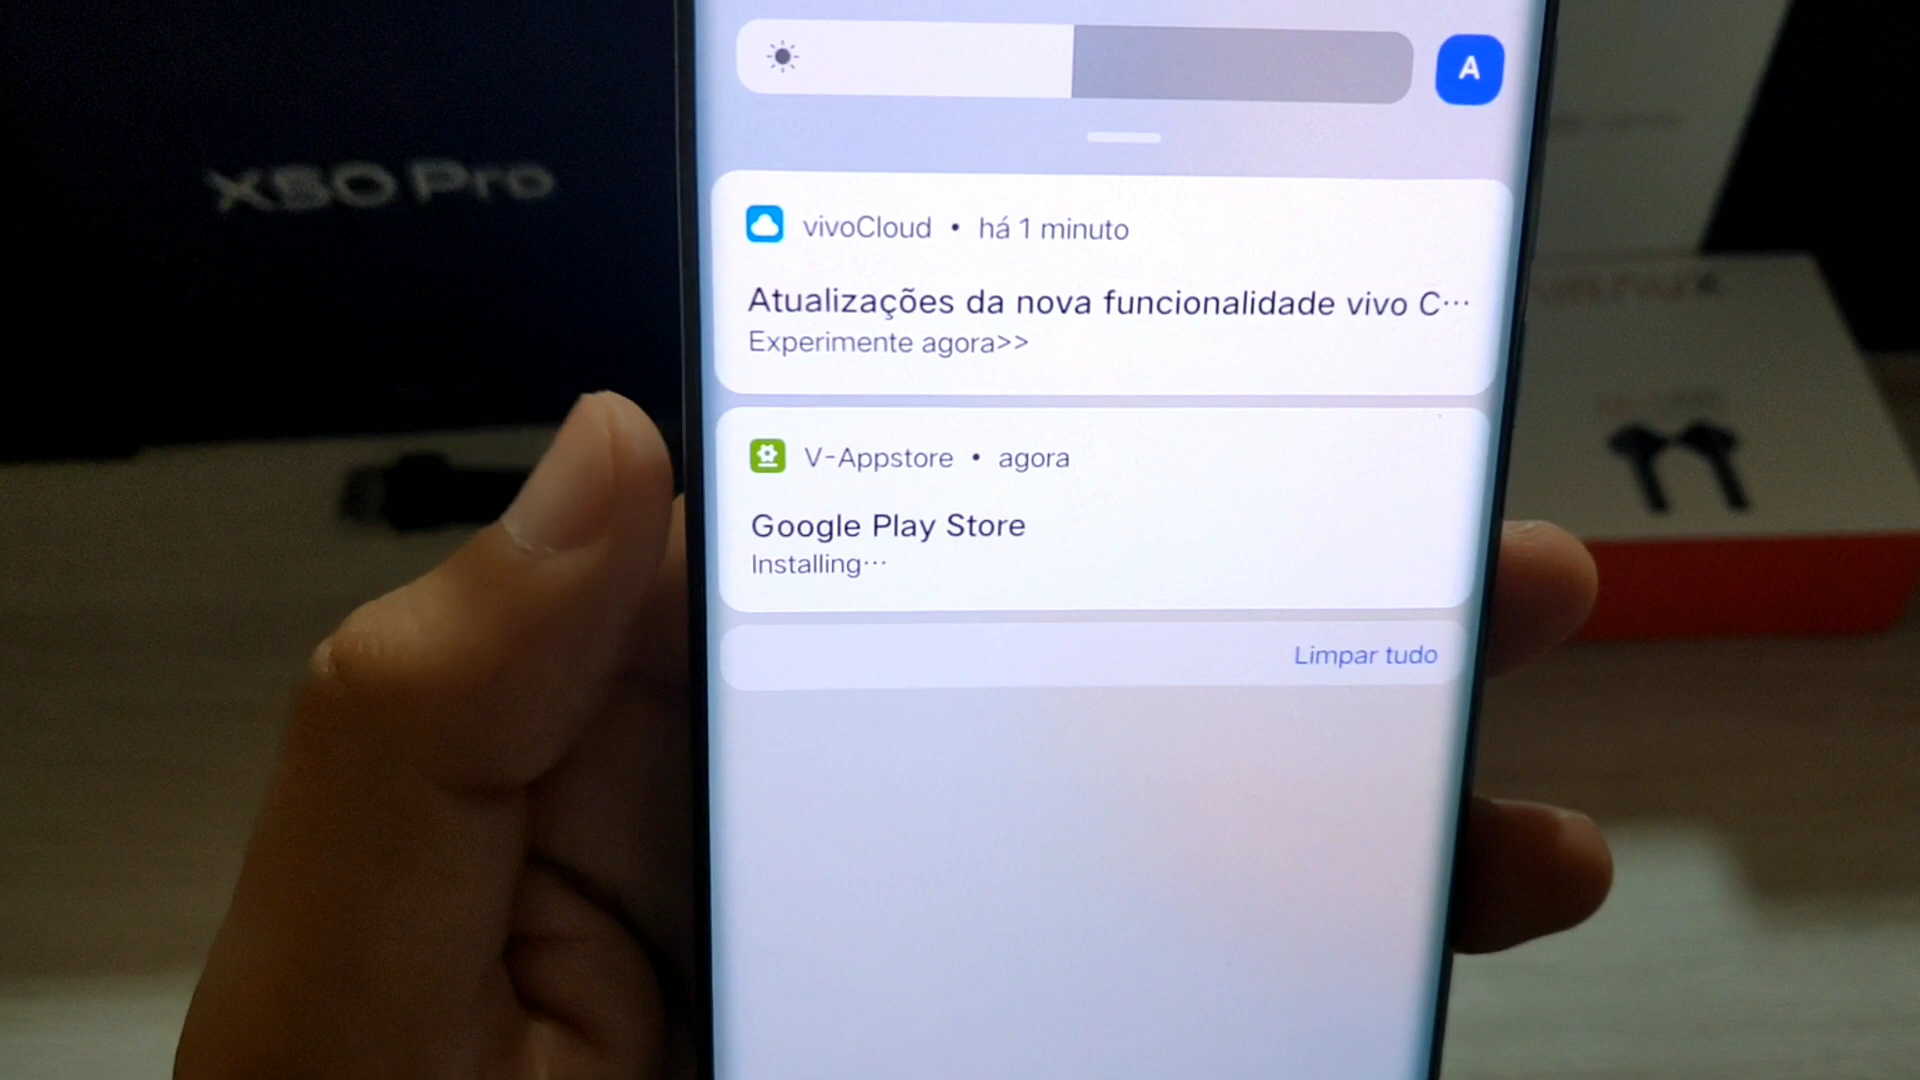 A
X50 Pro
vivoCloud • há 1 minuto
Atualizações da nova funcionalidade vivo C···
Experimente agora>>
V-Appstore • agora
Google Play Store
Installing···
Limpar tudo